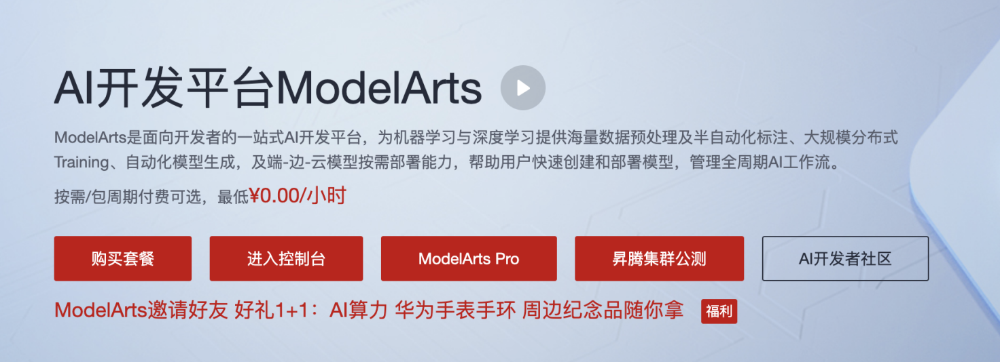 AI开发平台ModelArts
ModelArts是面向开发者的一站式AI开发平台，为机器学习与深度学习提供海量数据预处理及半自动化标注、大规模分布式
Training、自动化模型生成，及端-边-云模型按需部署能力，帮助用户快速创建和部署模型，管理全周期AI工作流。
按需/包周期付费可选，最低¥0.00/小时
购买套餐 进入控制台 ModelArts Pro 昇腾集群公测 AI开发者社区
ModelArts邀请好友 好礼1+1：AI算力 华为手表手环 周边纪念品随你拿 福利